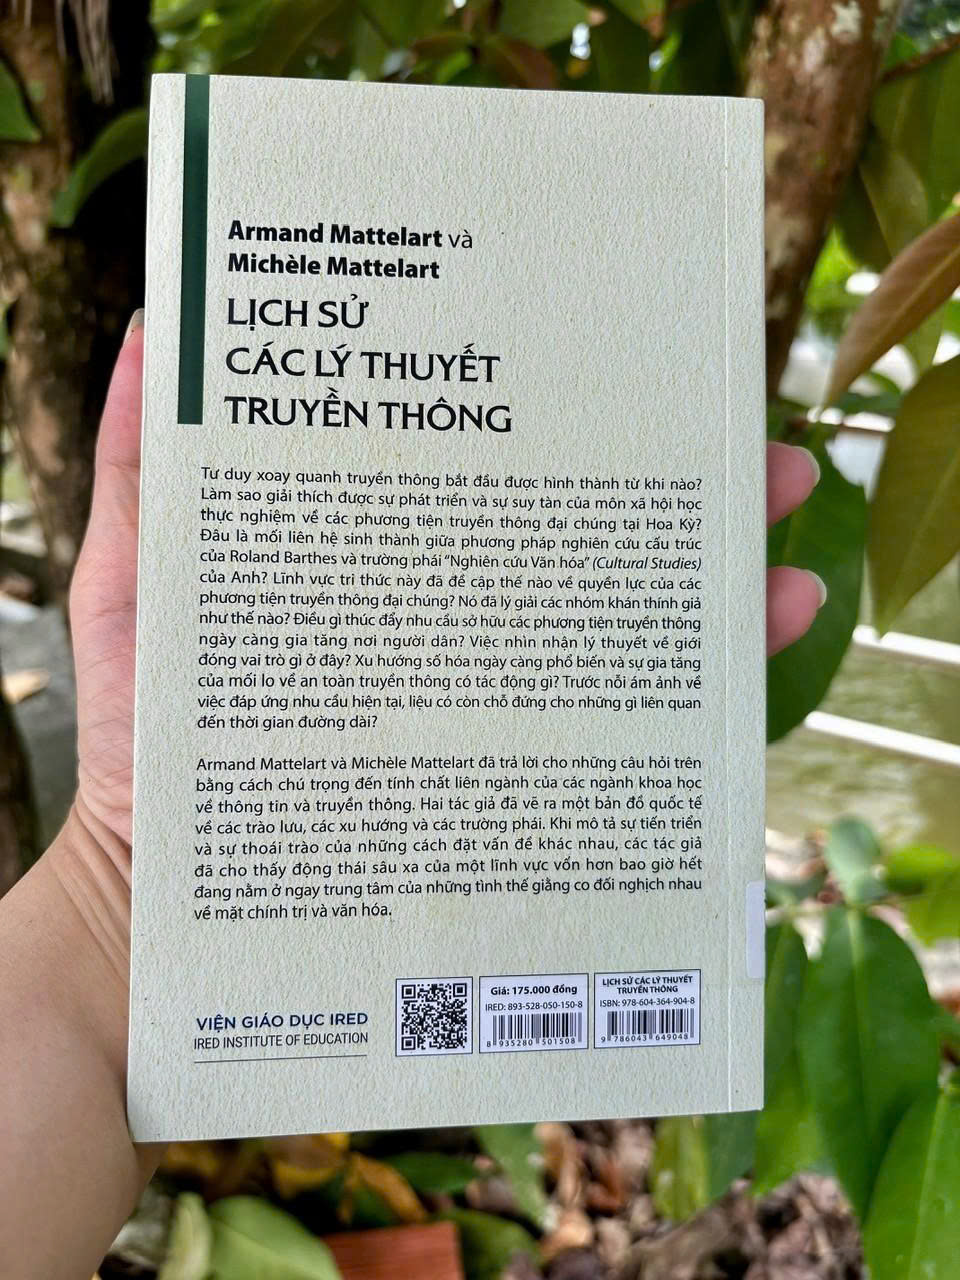 Armand Mattelart và
Michèle Mattelart
LỊCH SỬ
CÁC LÝ THUYẾT
TRUYỀN THÔNG
Tư duy xoay quanh truyền thông bắt đầu được hình thành từ khi nào?
Làm sao giải thích được sự phát triển và sự suy tàn của môn xã hội học
thực nghiệm về các phương tiện truyền thông đại chúng tại Hoa Kỳ?
Đâu là mối liên hệ sinh thành giữa phương pháp nghiên cứu cấu trúc
của Roland Barthes và trường phái “Nghiên cứu Văn hóa” (Cultural Studies)
của Anh? Lĩnh vực tri thức này đã đề cập thế nào về quyền lực của các
phương tiện truyền thông đại chúng? Nó đã lý giải các nhóm khán thính giả
như thế nào? Điều gì thúc đẩy nhu cầu sở hữu các phương tiện truyền thông
ngày càng gia tăng nơi người dân? Việc nhìn nhận lý thuyết về giới
đóng vai trò gì ở đây? Xu hướng số hóa ngày càng phổ biến và sự gia tăng
của mối lo về an toàn truyền thông có tác động gì? Trước nỗi ám ảnh về
việc đáp ứng nhu cầu hiện tại, liệu có còn chỗ đứng cho những gì liên quan
đến thời gian đường dài?
Armand Mattelart và Michèle Mattelart đã trả lời cho những câu hỏi trên
bằng cách chú trọng đến tính chất liên ngành của các ngành khoa học
về thông tin và truyền thông. Hai tác giả đã vẽ ra một bản đồ quốc tế
về các trào lưu, các xu hướng và các trường phái. Khi mô tả sự tiến triển
và sự thoái trào của những cách đặt vấn đề khác nhau, các tác giả
đã cho thấy động thái sâu xa của một lĩnh vực vốn hơn bao giờ hết
đang nằm ở ngay trung tâm của những tình thế giằng co đối nghịch nhau
về mặt chính trị và văn hóa.
VIỆN GIÁO DỤC IRED
IRED INSTITUTE OF EDUCATION
Giá: 175.000 đồng
IRED: 893-528-050-150-8
8 935280 501508
LỊCH SỬ CÁC LÝ THUYẾT
TRUYỀN THÔNG
ISBN: 978-604-364-904-8
9 786043 649048